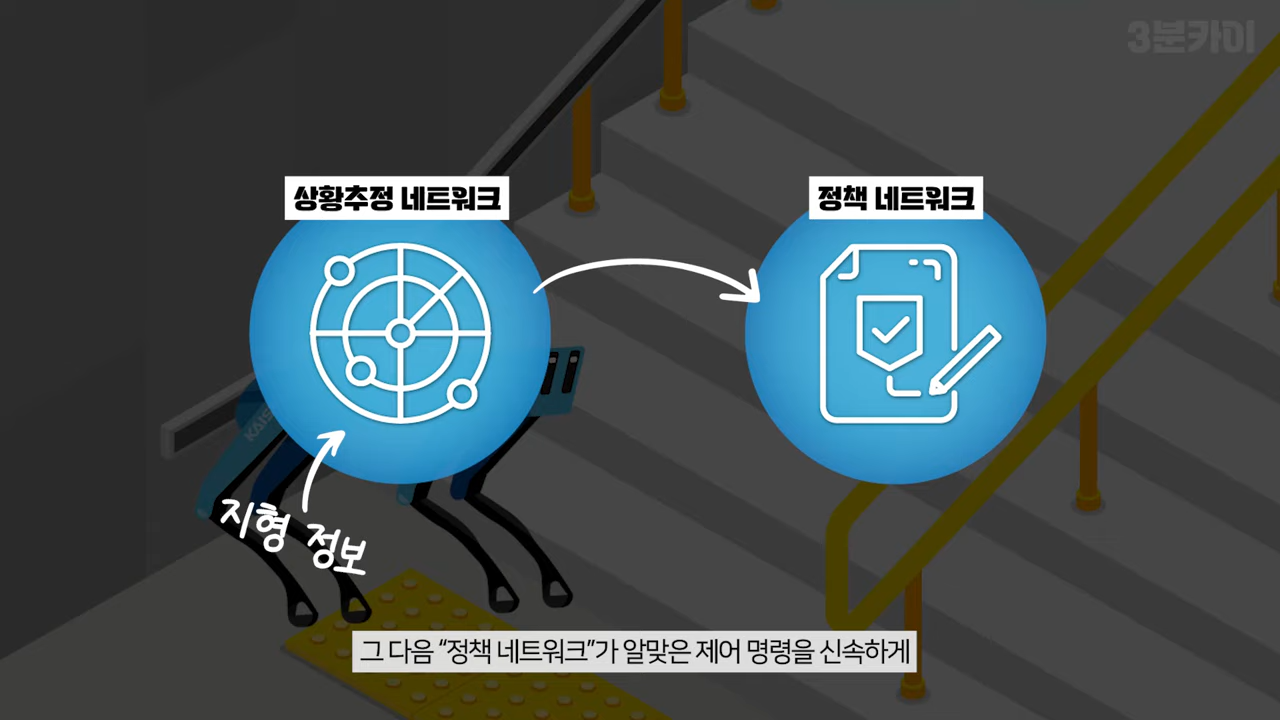 3분카이
상황추정 네트워크
정책 네트워크
KAIS
지형 정보
그 다음 “정책 네트워크”가 알맞은 제어 명령을 신속하게